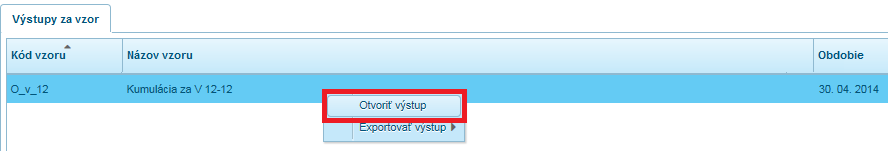 Výstupy za vzor
Kód vzoru Názov vzoru Obdobie
O_v_12 Kumulácia za V 12-12 30. 04. 2014
Otvoriť výstup
Exportovať výstup